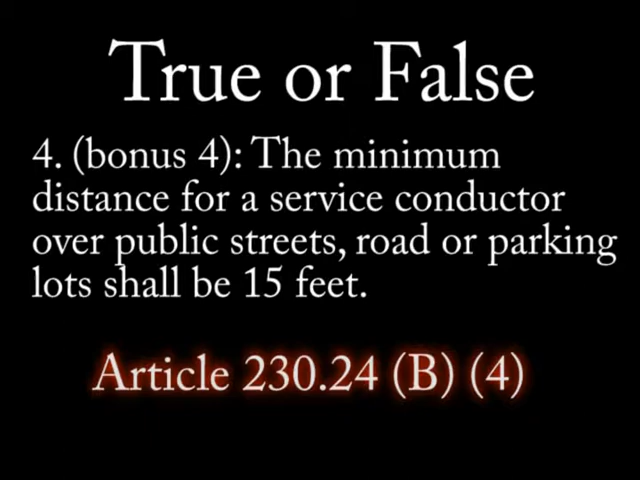 True or False
4. (bonus 4): The minimum
distance for a service conductor
over public streets, road or parking
lots shall be 15 feet.
Article 230.24 (B) (4)